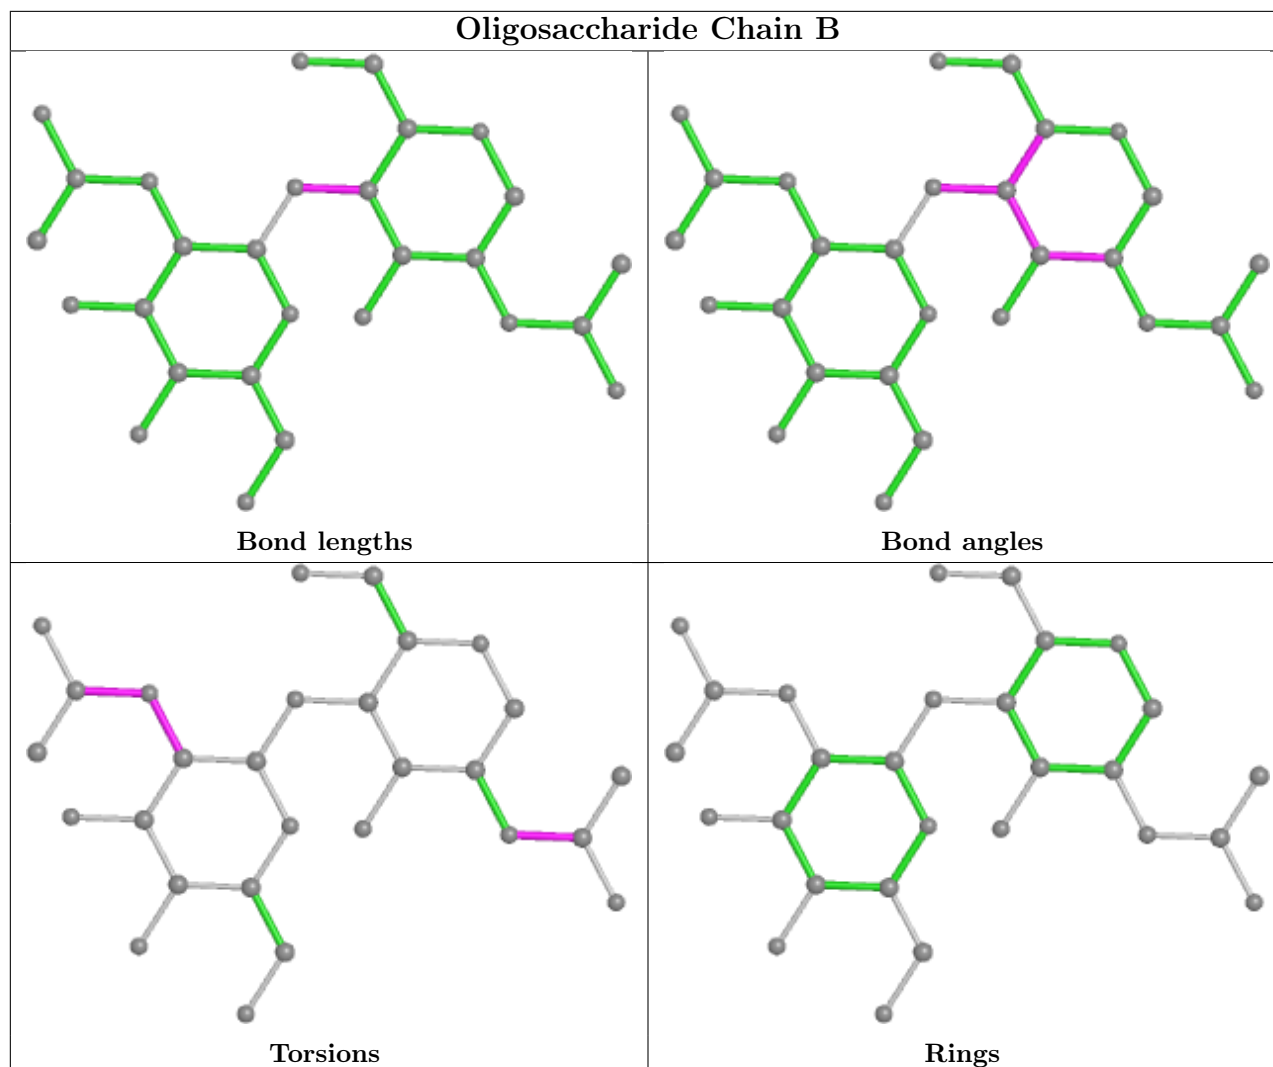 Oligosaccharide Chain B
Bond lengths
Bond angles
Torsions
Rings